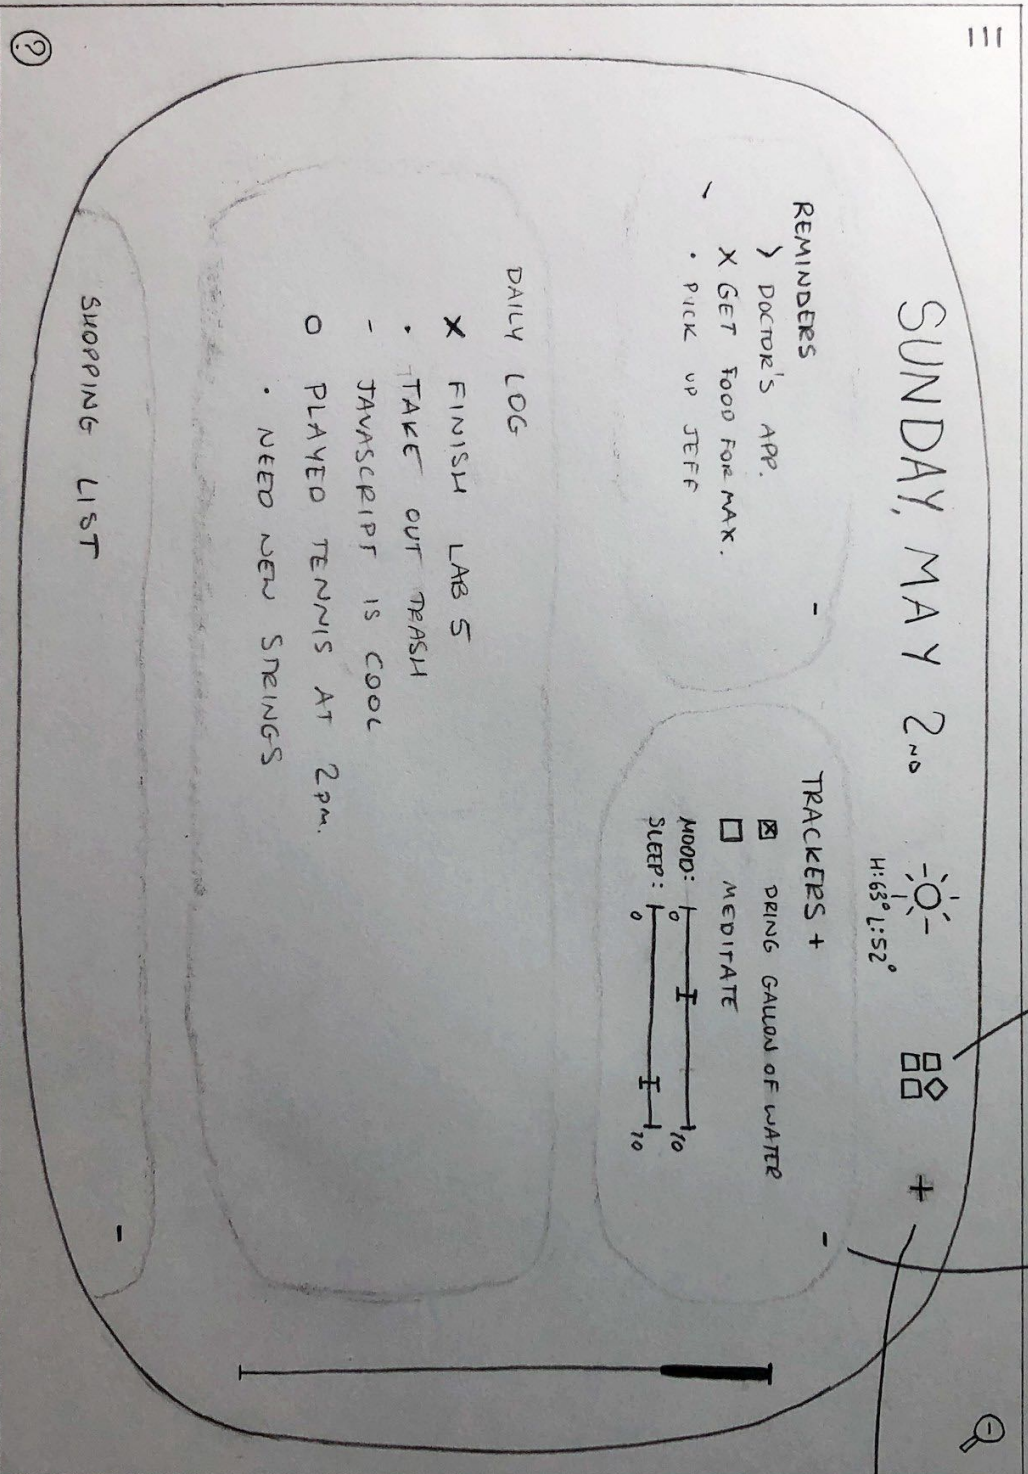 ?
SUNDAY, MAY 2ND
H:63° L:52°
+
REMINDERS
-
> DOCTOR'S APP.
X GET FOOD FOR MAX.
• PICK UP JEFF
TRACKERS +
-
☒ DRING GALLON OF WATER
☐ MEDITATE
MOOD: 0 10
SLEEP: 0 10
DAILY LOG
X FINISH LAB 5
• TAKE OUT TRASH
- JAVASCRIPT IS COOL
O PLAYED TENNIS AT 2PM.
• NEED NEW STRINGS
SHOPPING LIST
-